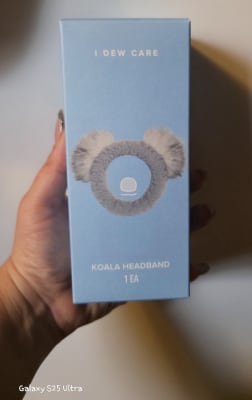 I DEW CARE
KOALA HEADBAND
1 EA
Galaxy S25 Ultra